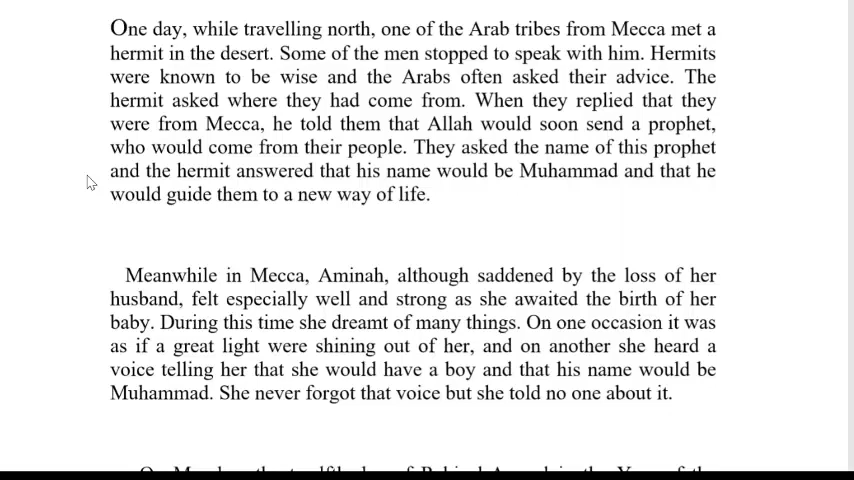 One day, while travelling north, one of the Arab tribes from Mecca met a
hermit in the desert. Some of the men stopped to speak with him. Hermits
were known to be wise and the Arabs often asked their advice. The
hermit asked where they had come from. When they replied that they
were from Mecca, he told them that Allah would soon send a prophet,
who would come from their people. They asked the name of this prophet
and the hermit answered that his name would be Muhammad and that he
would guide them to a new way of life.
Meanwhile in Mecca, Aminah, although saddened by the loss of her
husband, felt especially well and strong as she awaited the birth of her
baby. During this time she dreamt of many things. On one occasion it was
as if a great light were shining out of her, and on another she heard a
voice telling her that she would have a boy and that his name would be
Muhammad. She never forgot that voice but she told no one about it.